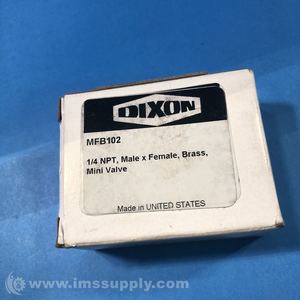 DIXON
MFB102
1/4 NPT, Male x Female, Brass,
Mini Valve
Made in UNITED STATES
© www.imssupply.com